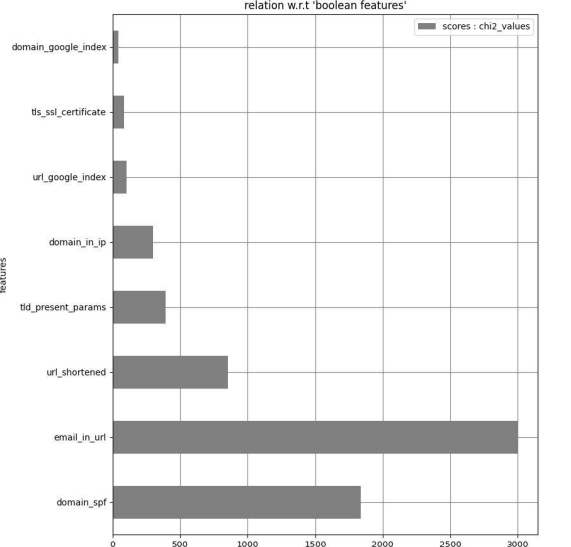 relation w.r.t 'boolean features'
scores : chi2_values
domain_google_index
tls_ssl_certificate
url_google_index
domain_in_ip
features
tld_present_params
url_shortened
email_in_url
domain_spf
0 500 1000 1500 2000 2500 3000